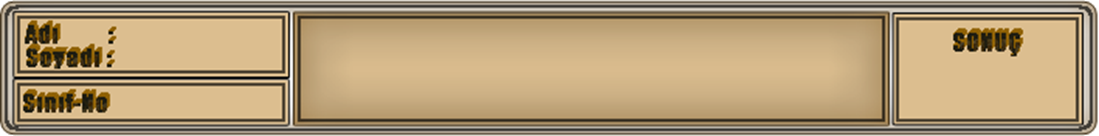 Adı :
Soyadı :
Sınıf-No
SONUÇ